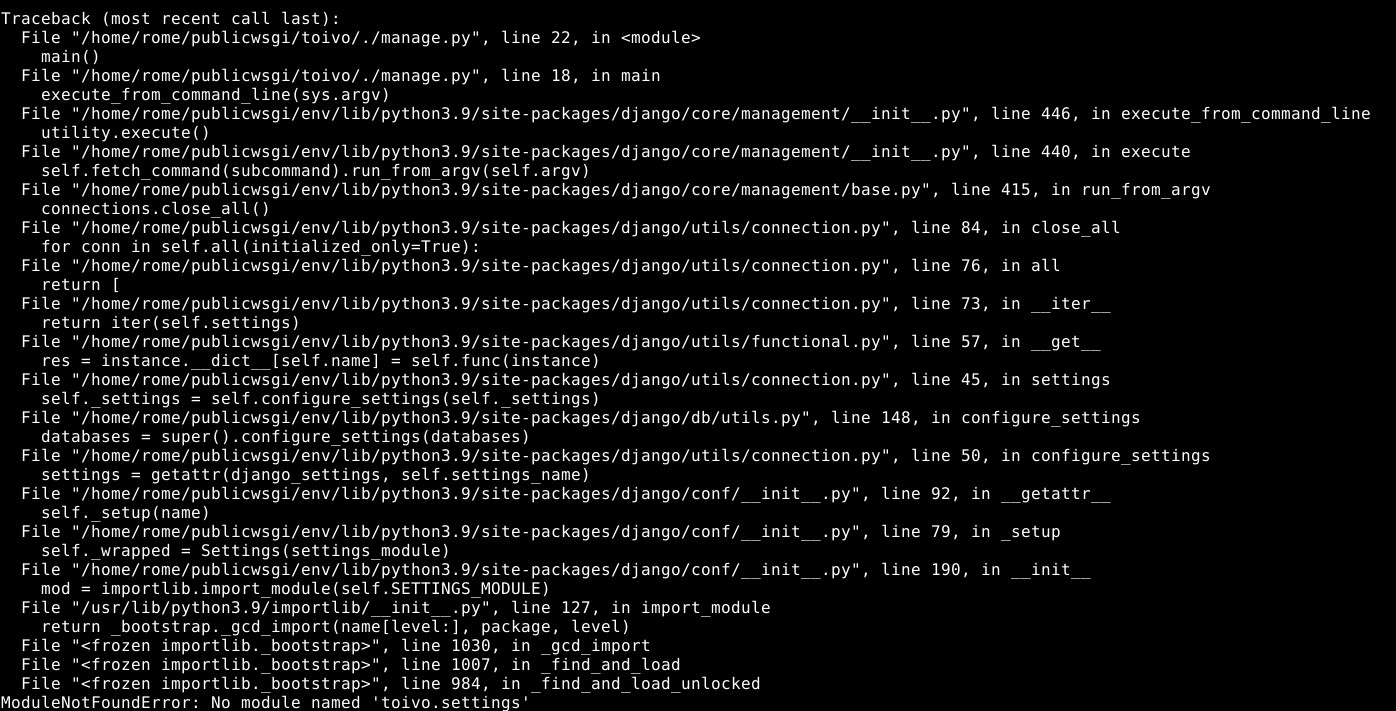 Traceback (most recent call last):
  File "/home/rome/publicwsgi/toivo/./manage.py", line 22, in <module>
    main()
  File "/home/rome/publicwsgi/toivo/./manage.py", line 18, in main
    execute_from_command_line(sys.argv)
  File "/home/rome/publicwsgi/env/lib/python3.9/site-packages/django/core/management/__init__.py", line 446, in execute_from_command_line
    utility.execute()
  File "/home/rome/publicwsgi/env/lib/python3.9/site-packages/django/core/management/__init__.py", line 440, in execute
    self.fetch_command(subcommand).run_from_argv(self.argv)
  File "/home/rome/publicwsgi/env/lib/python3.9/site-packages/django/core/management/base.py", line 415, in run_from_argv
    connections.close_all()
  File "/home/rome/publicwsgi/env/lib/python3.9/site-packages/django/utils/connection.py", line 84, in close_all
    for conn in self.all(initialized_only=True):
  File "/home/rome/publicwsgi/env/lib/python3.9/site-packages/django/utils/connection.py", line 76, in all
    return [
  File "/home/rome/publicwsgi/env/lib/python3.9/site-packages/django/utils/connection.py", line 73, in __iter__
    return iter(self.settings)
  File "/home/rome/publicwsgi/env/lib/python3.9/site-packages/django/utils/functional.py", line 57, in __get__
    res = instance.__dict__[self.name] = self.func(instance)
  File "/home/rome/publicwsgi/env/lib/python3.9/site-packages/django/utils/connection.py", line 45, in settings
    self._settings = self.configure_settings(self._settings)
  File "/home/rome/publicwsgi/env/lib/python3.9/site-packages/django/db/utils.py", line 148, in configure_settings
    databases = super().configure_settings(databases)
  File "/home/rome/publicwsgi/env/lib/python3.9/site-packages/django/utils/connection.py", line 50, in configure_settings
    settings = getattr(django_settings, self.settings_name)
  File "/home/rome/publicwsgi/env/lib/python3.9/site-packages/django/conf/__init__.py", line 92, in __getattr__
    self._setup(name)
  File "/home/rome/publicwsgi/env/lib/python3.9/site-packages/django/conf/__init__.py", line 79, in _setup
    self._wrapped = Settings(settings_module)
  File "/home/rome/publicwsgi/env/lib/python3.9/site-packages/django/conf/__init__.py", line 190, in __init__
    mod = importlib.import_module(self.SETTINGS_MODULE)
  File "/usr/lib/python3.9/importlib/__init__.py", line 127, in import_module
    return _bootstrap._gcd_import(name[level:], package, level)
  File "<frozen importlib._bootstrap>", line 1030, in _gcd_import
  File "<frozen importlib._bootstrap>", line 1007, in _find_and_load
  File "<frozen importlib._bootstrap>", line 984, in _find_and_load_unlocked
ModuleNotFoundError: No module named 'toivo.settings'